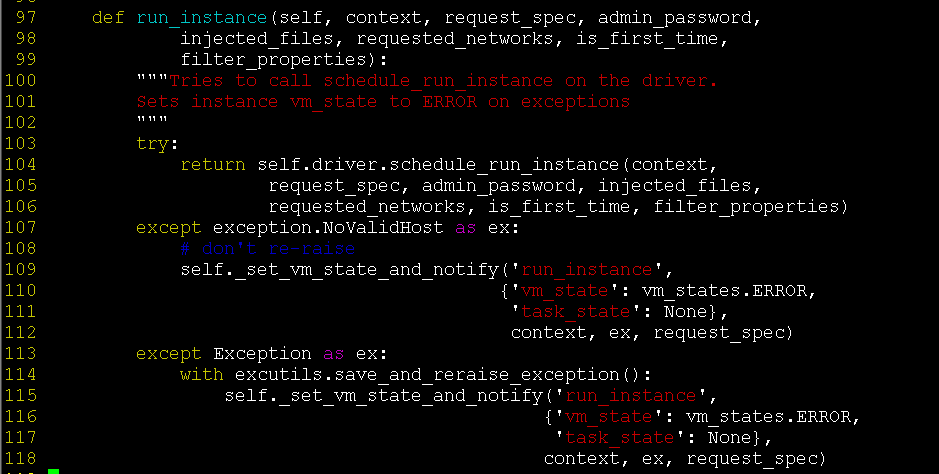 97     def run_instance(self, context, request_spec, admin_password,
98             injected_files, requested_networks, is_first_time,
99             filter_properties):
100         """Tries to call schedule_run_instance on the driver.
101         Sets instance vm_state to ERROR on exceptions
102         """
103         try:
104             return self.driver.schedule_run_instance(context,
105                     request_spec, admin_password, injected_files,
106                     requested_networks, is_first_time, filter_properties)
107         except exception.NoValidHost as ex:
108             # don't re-raise
109             self._set_vm_state_and_notify('run_instance',
110                                          {'vm_state': vm_states.ERROR,
111                                           'task_state': None},
112                                           context, ex, request_spec)
113         except Exception as ex:
114             with excutils.save_and_reraise_exception():
115                 self._set_vm_state_and_notify('run_instance',
116                                              {'vm_state': vm_states.ERROR,
117                                               'task_state': None},
118                                              context, ex, request_spec)